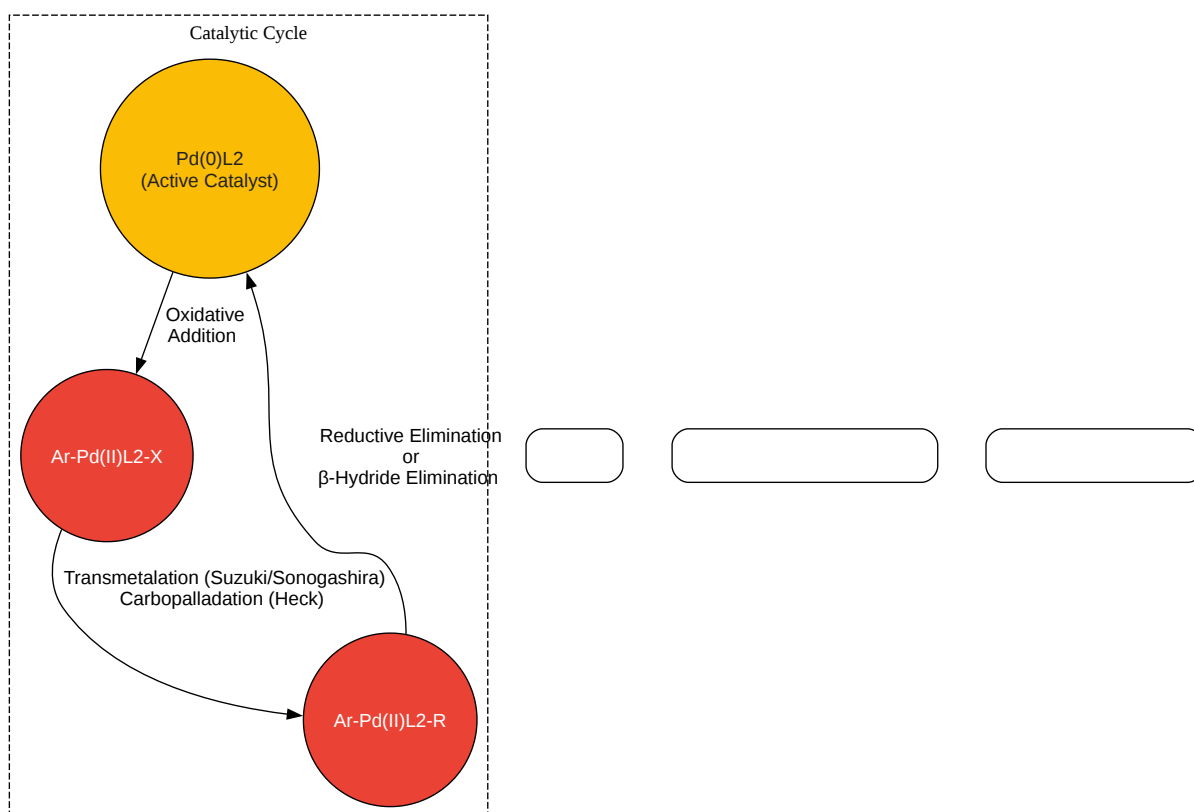 Catalytic Cycle
Pd(0)L2
(Active Catalyst)
Oxidative
Addition
Reductive Elimination
or
β-Hydride Elimination
Ar-Pd(II)L2-X
Transmetalation (Suzuki/Sonogashira)
Carbopalladation (Heck)
Ar-Pd(II)L2-R